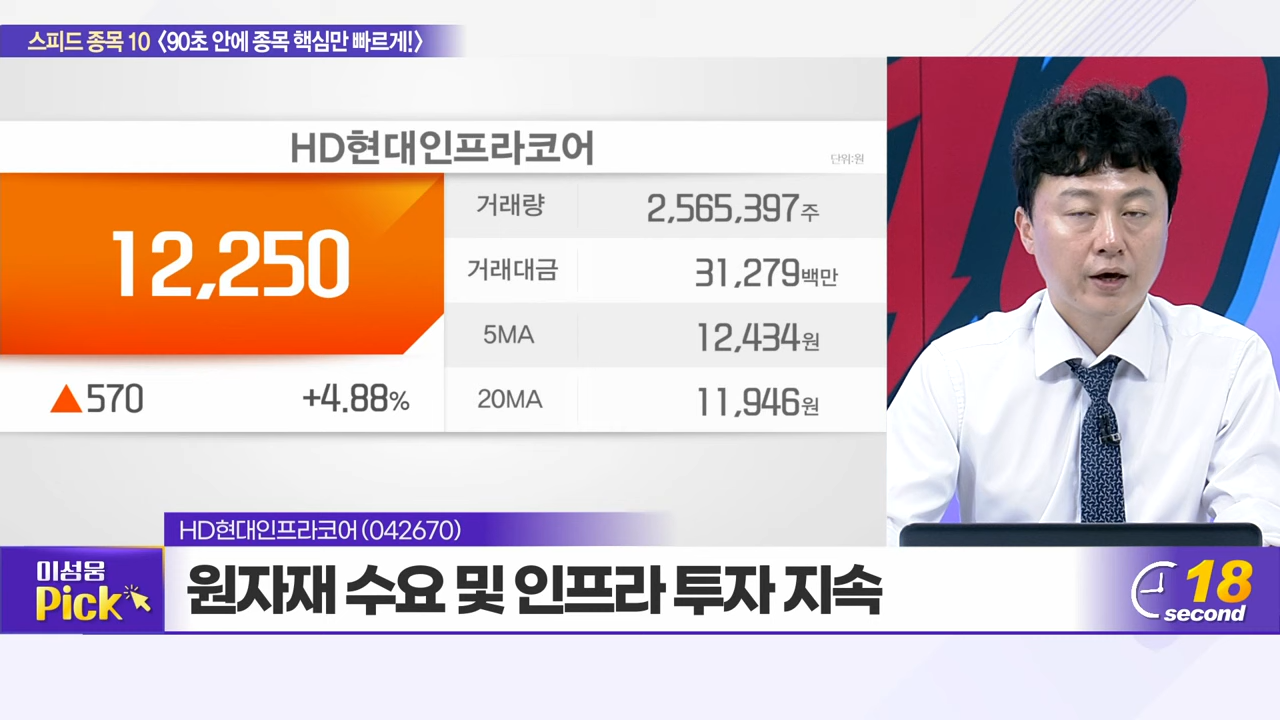 스피드 종목 10 〈90초 안에 종목 핵심만 빠르게!〉
HD현대인프라코어
단위:원
12,250
▲570 +4.88%
거래량 2,565,397주
거래대금 31,279백만
5MA 12,434원
20MA 11,946원
HD현대인프라코어(042670)
이성웅
Pick
원자재 수요 및 인프라 투자 지속
18
second
10